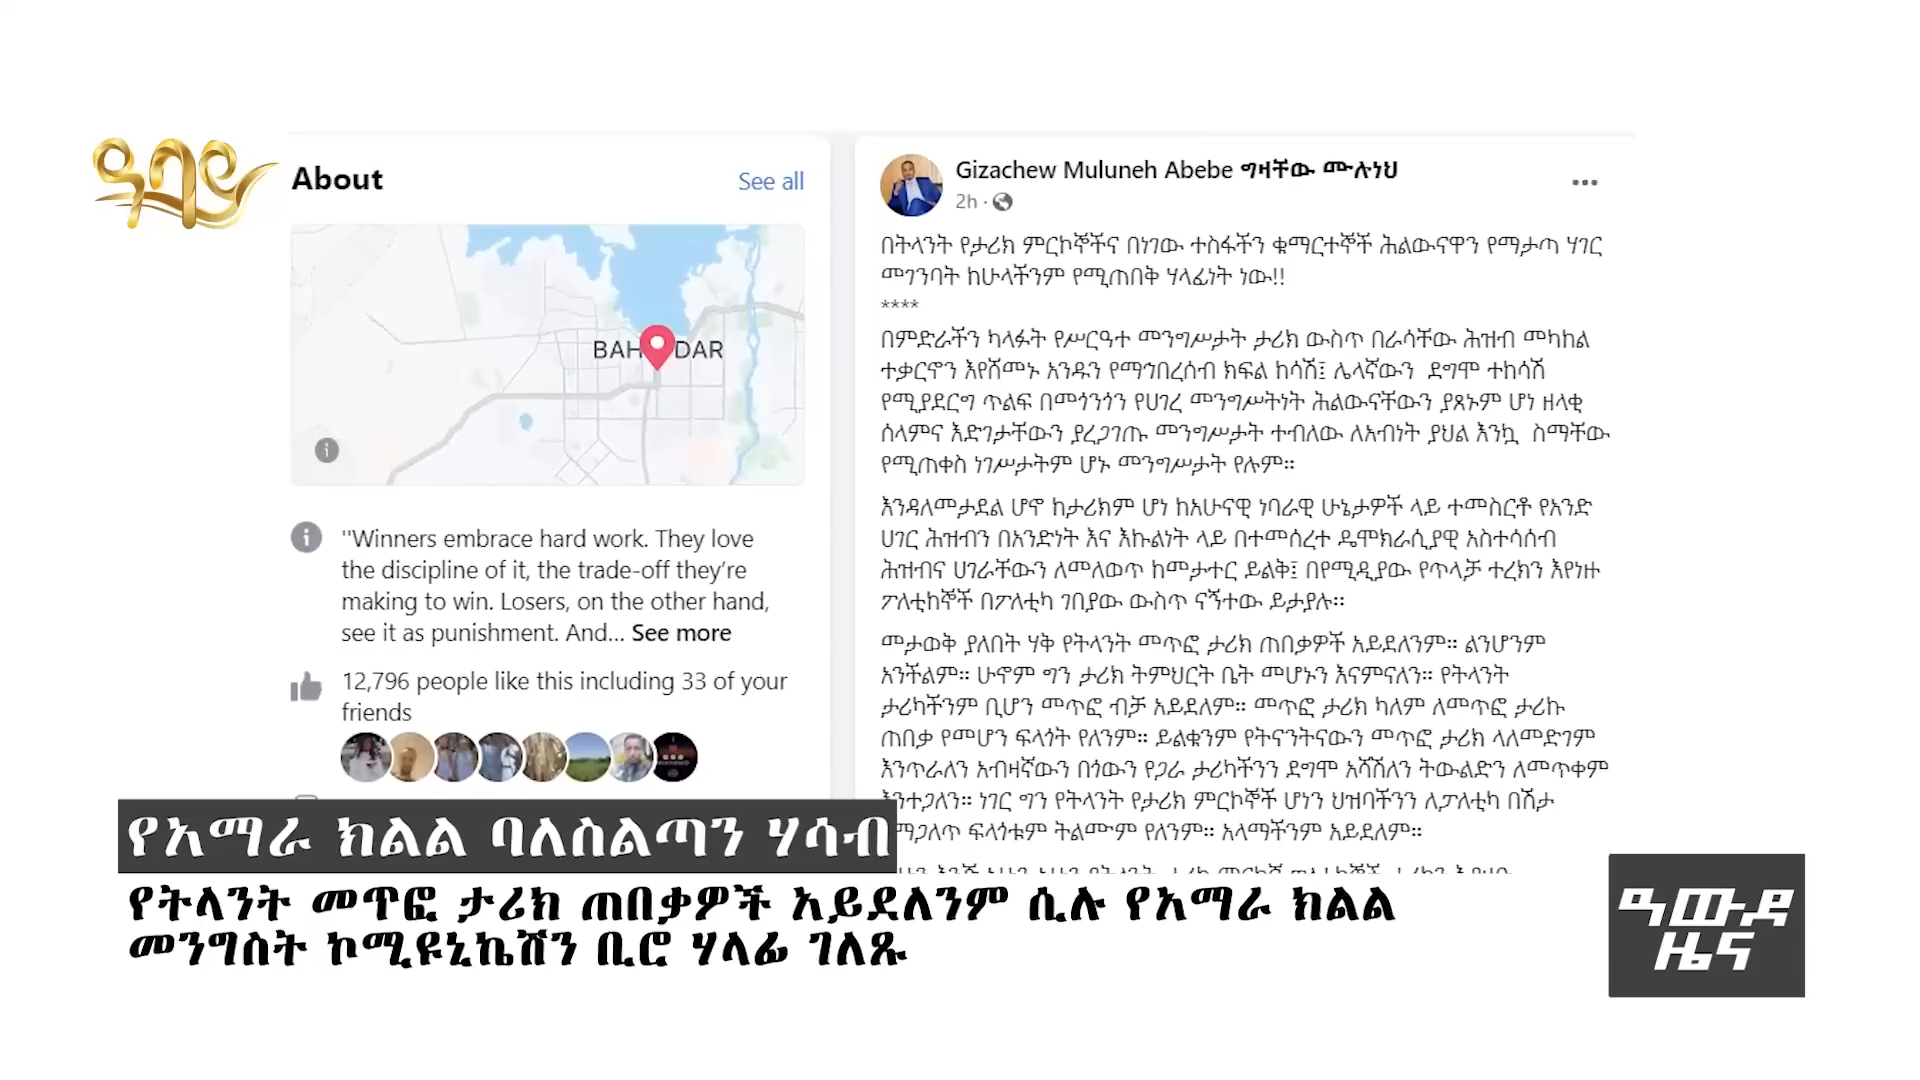 ዓባይ
About
See all
BAH DAR
''Winners embrace hard work. They love
the discipline of it, the trade-off they’re
making to win. Losers, on the other hand,
see it as punishment. And... See more
12,796 people like this including 33 of your
friends
Gizachew Muluneh Abebe ግዛቸው ሙሉነህ
2h ·
በትላንት የታሪክ ምርኮኞችና በነገው ተስፋችን ቁማርተኞች ሕልውናዋን የማታጣ ሃገር
መገንባት ከሁላችንም የሚጠበቅ ሃላፊነት ነው!!
****
በምድራችን ካላፉት የሥርዓተ መንግሥታት ታሪክ ውስጥ በራሳቸው ሕዝብ መካከል
ተቃርኖን እየሸመኑ አንዱን የማኅበረሰብ ክፍል ከሳሽ፤ ሌላኛውን ደግሞ ተከሳሽ
የሚያደርግ ጥልፍ በመጎንጎን የሀገረ መንግሥትነት ሕልውናቸውን ያጸኑም ሆነ ዘላቂ
ሰላምና እድገታቸውን ያረጋገጡ መንግሥታት ተብለው ለአብነት ያህል እንኳ ስማቸው
የሚጠቀስ ነገሥታትም ሆኑ መንግሥታት የሉም።
እንዳለመታደል ሆኖ ከታሪክም ሆነ ከአሁናዊ ነባራዊ ሁኔታዎች ላይ ተመስርቶ የአንድ
ሀገር ሕዝብን በአንድነት እና እኩልነት ላይ በተመሰረተ ዴሞክራሲያዊ አስተሳሰብ
ሕዝብና ሀገራቸውን ለመለወጥ ከመታተር ይልቅ፤ በየሚዲያው የጥላቻ ተረክን እየነዙ
ፖለቲከኞች በፖለቲካ ገበያው ውስጥ ናኝተው ይታያሉ።
መታወቅ ያለበት ሃቅ የትላንት መጥፎ ታሪክ ጠበቃዎች አይደለንም። ልንሆንም
አንችልም። ሁኖም ግን ታሪክ ትምህርት ቤት መሆኑን እናምናለን። የትላንት
ታሪካችንም ቢሆን መጥፎ ብቻ አይደለም። መጥፎ ታሪክ ካለም ለመጥፎ ታሪኩ
ጠበቃ የመሆን ፍላጎት የለንም። ይልቁንም የትናንትናውን መጥፎ ታሪክ ላለመድገም
እንጥራለን አብዛኛውን በጎውን የጋራ ታሪካችንን ደግሞ አሻሽለን ትውልድን ለመጥቀም
እንተጋለን። ነገር ግን የትላንት የታሪክ ምርኮኞች ሆነን ህዝባችንን ለፖለቲካ በሽታ
የማጋለጥ ፍላጎቱም ትልሙም የለንም። አላማችንም አይደለም።
የአማራ ክልል ባለስልጣን ሃሳብ
የትላንት መጥፎ ታሪክ ጠበቃዎች አይደለንም ሲሉ የአማራ ክልል
መንግስት ኮሚዩኒኬሽን ቢሮ ሃላፊ ገለጹ
ዓውዳ
ዜና